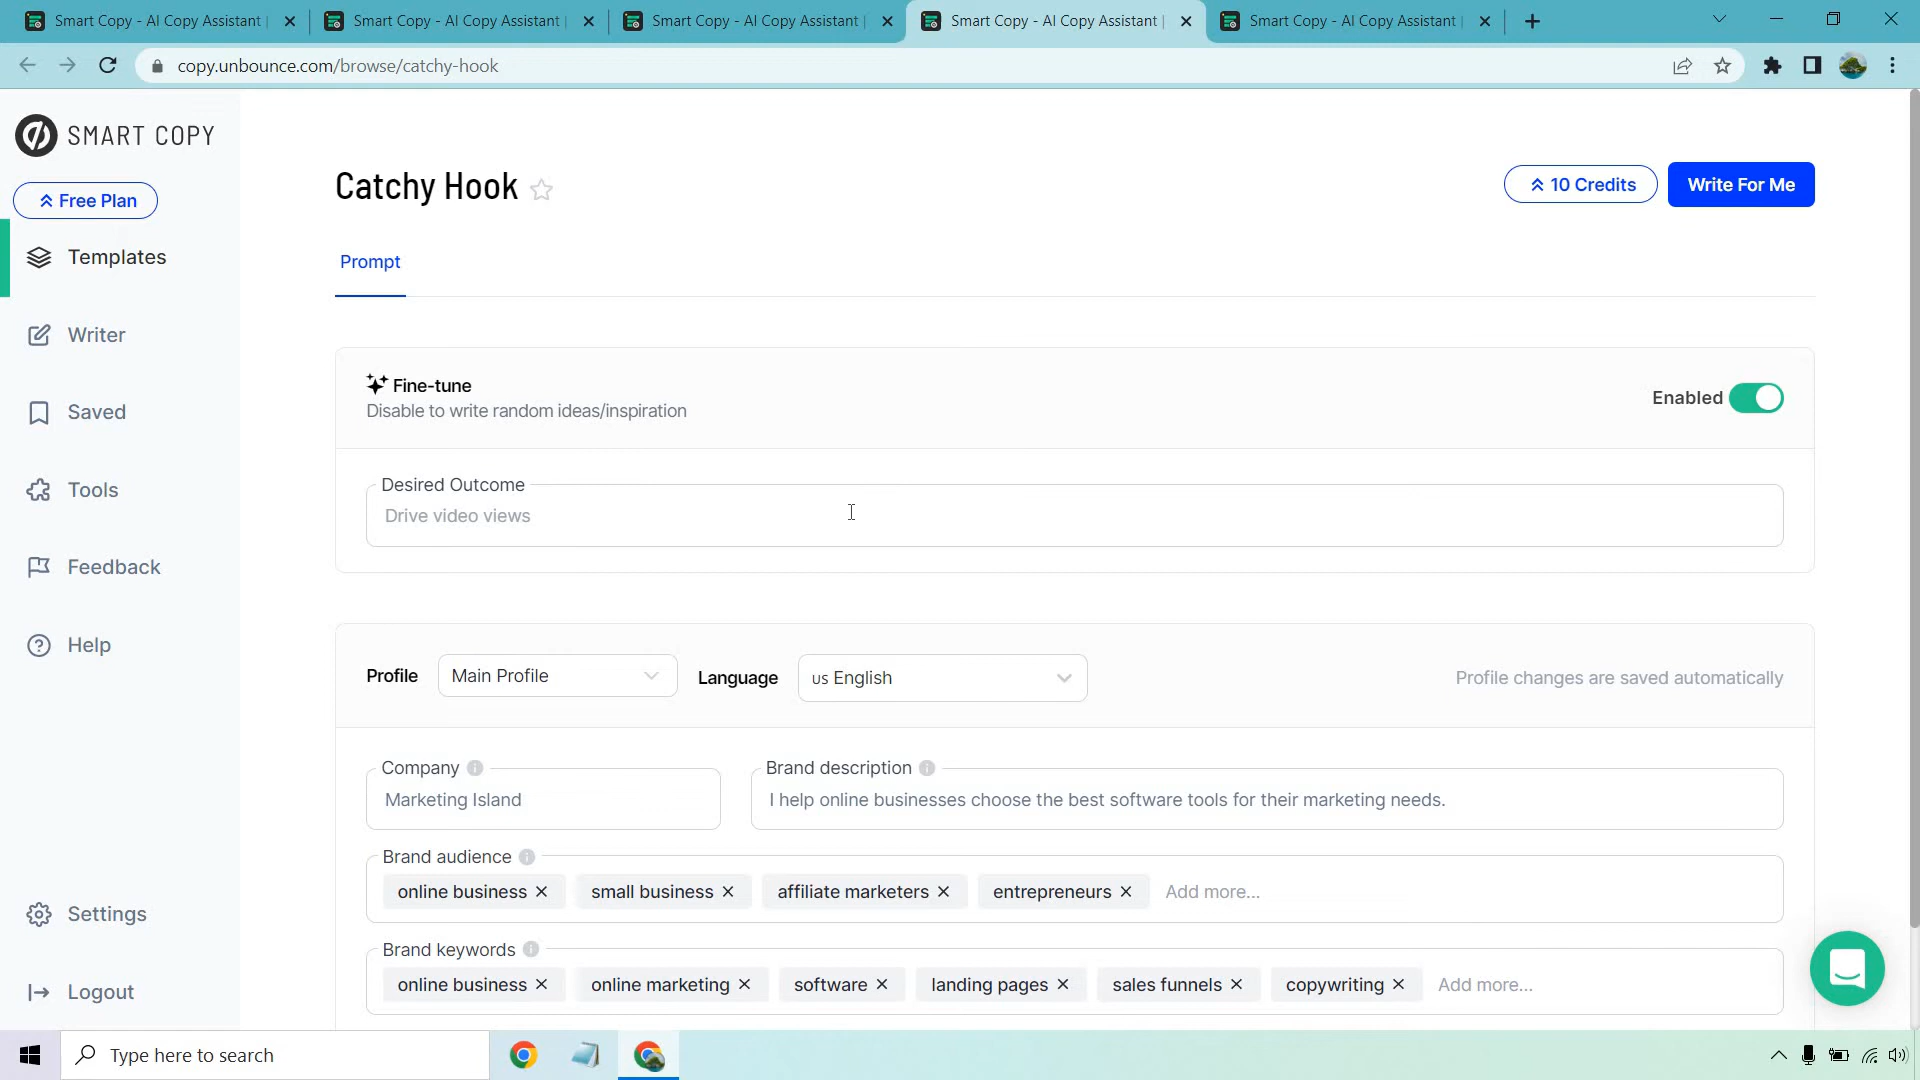 Smart Copy - AI Copy Assistant |
Smart Copy - AI Copy Assistant |
Smart Copy - AI Copy Assistant |
Smart Copy - AI Copy Assistant |
Smart Copy - AI Copy Assistant |
copy.unbounce.com/browse/catchy-hook
SMART COPY
Free Plan
Templates
Writer
Saved
Tools
Feedback
Help
Settings
Logout
Catchy Hook
10 Credits
Write For Me
Prompt
Fine-tune
Disable to write random ideas/inspiration
Enabled
Desired Outcome
Drive video views
Profile
Main Profile
Language
US English
Profile changes are saved automatically
Company
Marketing Island
Brand description
I help online businesses choose the best software tools for their marketing needs.
Brand audience
online business
small business
affiliate marketers
entrepreneurs
Add more...
Brand keywords
online business
online marketing
software
landing pages
sales funnels
copywriting
Add more...
Type here to search